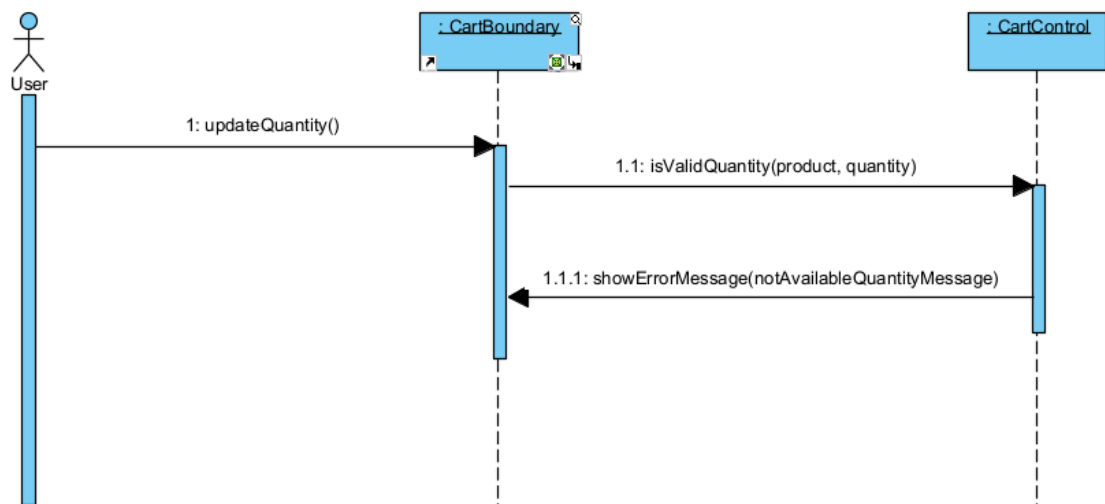 : CartBoundary
: CartControl
User
1: updateQuantity()
1.1: isValidQuantity(product, quantity)
1.1.1: showErrorMessage(notAvailableQuantityMessage)